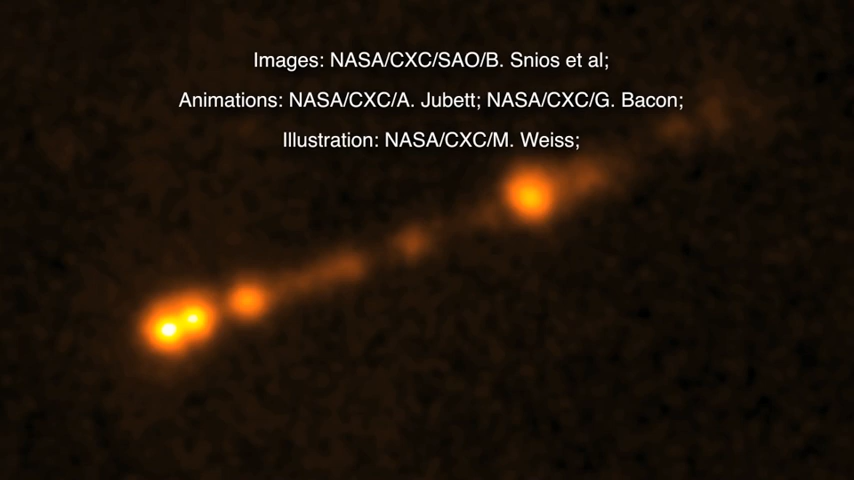 Images: NASA/CXC/SAO/B. Snios et al;
Animations: NASA/CXC/A. Jubett; NASA/CXC/G. Bacon;
Illustration: NASA/CXC/M. Weiss;